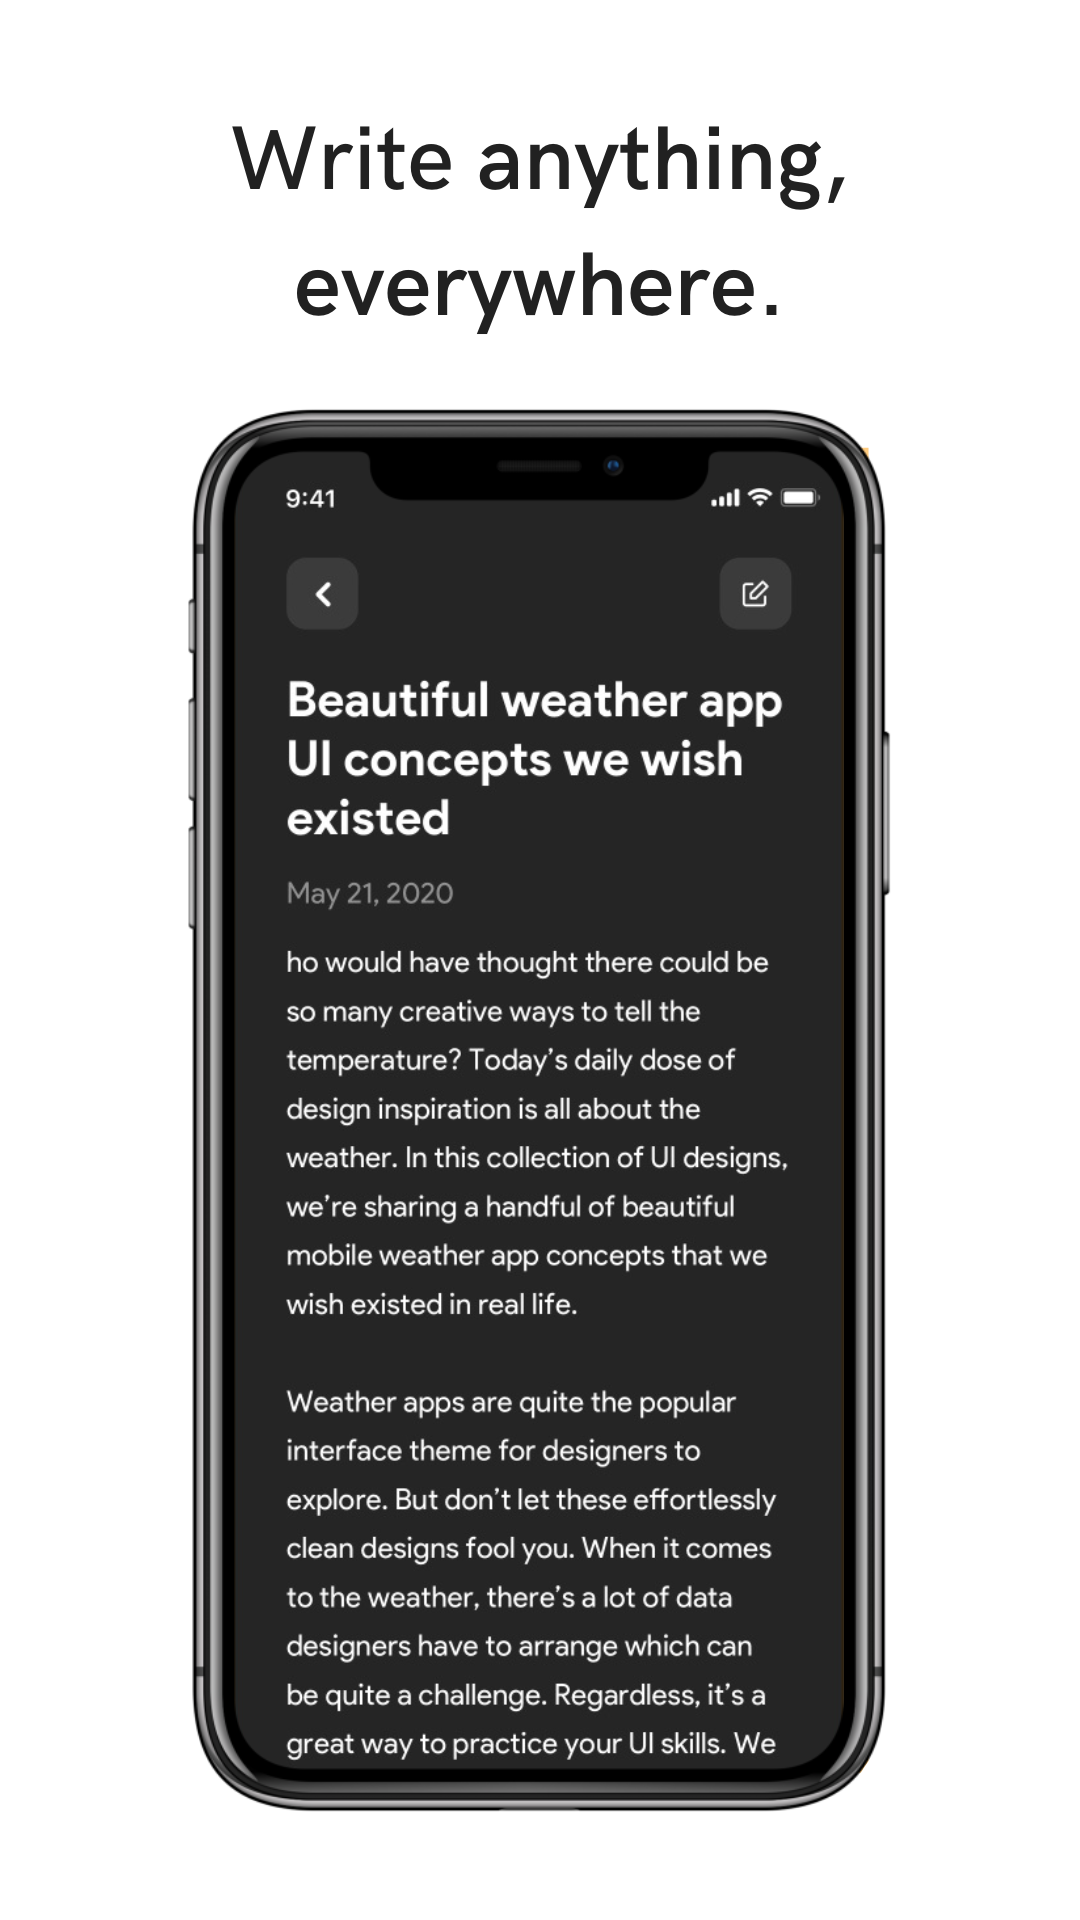 Write anything,
everywhere.
9:41
Beautiful weather app
UI concepts we wish
existed
May 21, 2020
ho would have thought there could be
so many creative ways to tell the
temperature? Today’s daily dose of
design inspiration is all about the
weather. In this collection of UI designs,
we’re sharing a handful of beautiful
mobile weather app concepts that we
wish existed in real life.
Weather apps are quite the popular
interface theme for designers to
explore. But don’t let these effortlessly
clean designs fool you. When it comes
to the weather, there’s a lot of data
designers have to arrange which can
be quite a challenge. Regardless, it’s a
great way to practice your UI skills. We